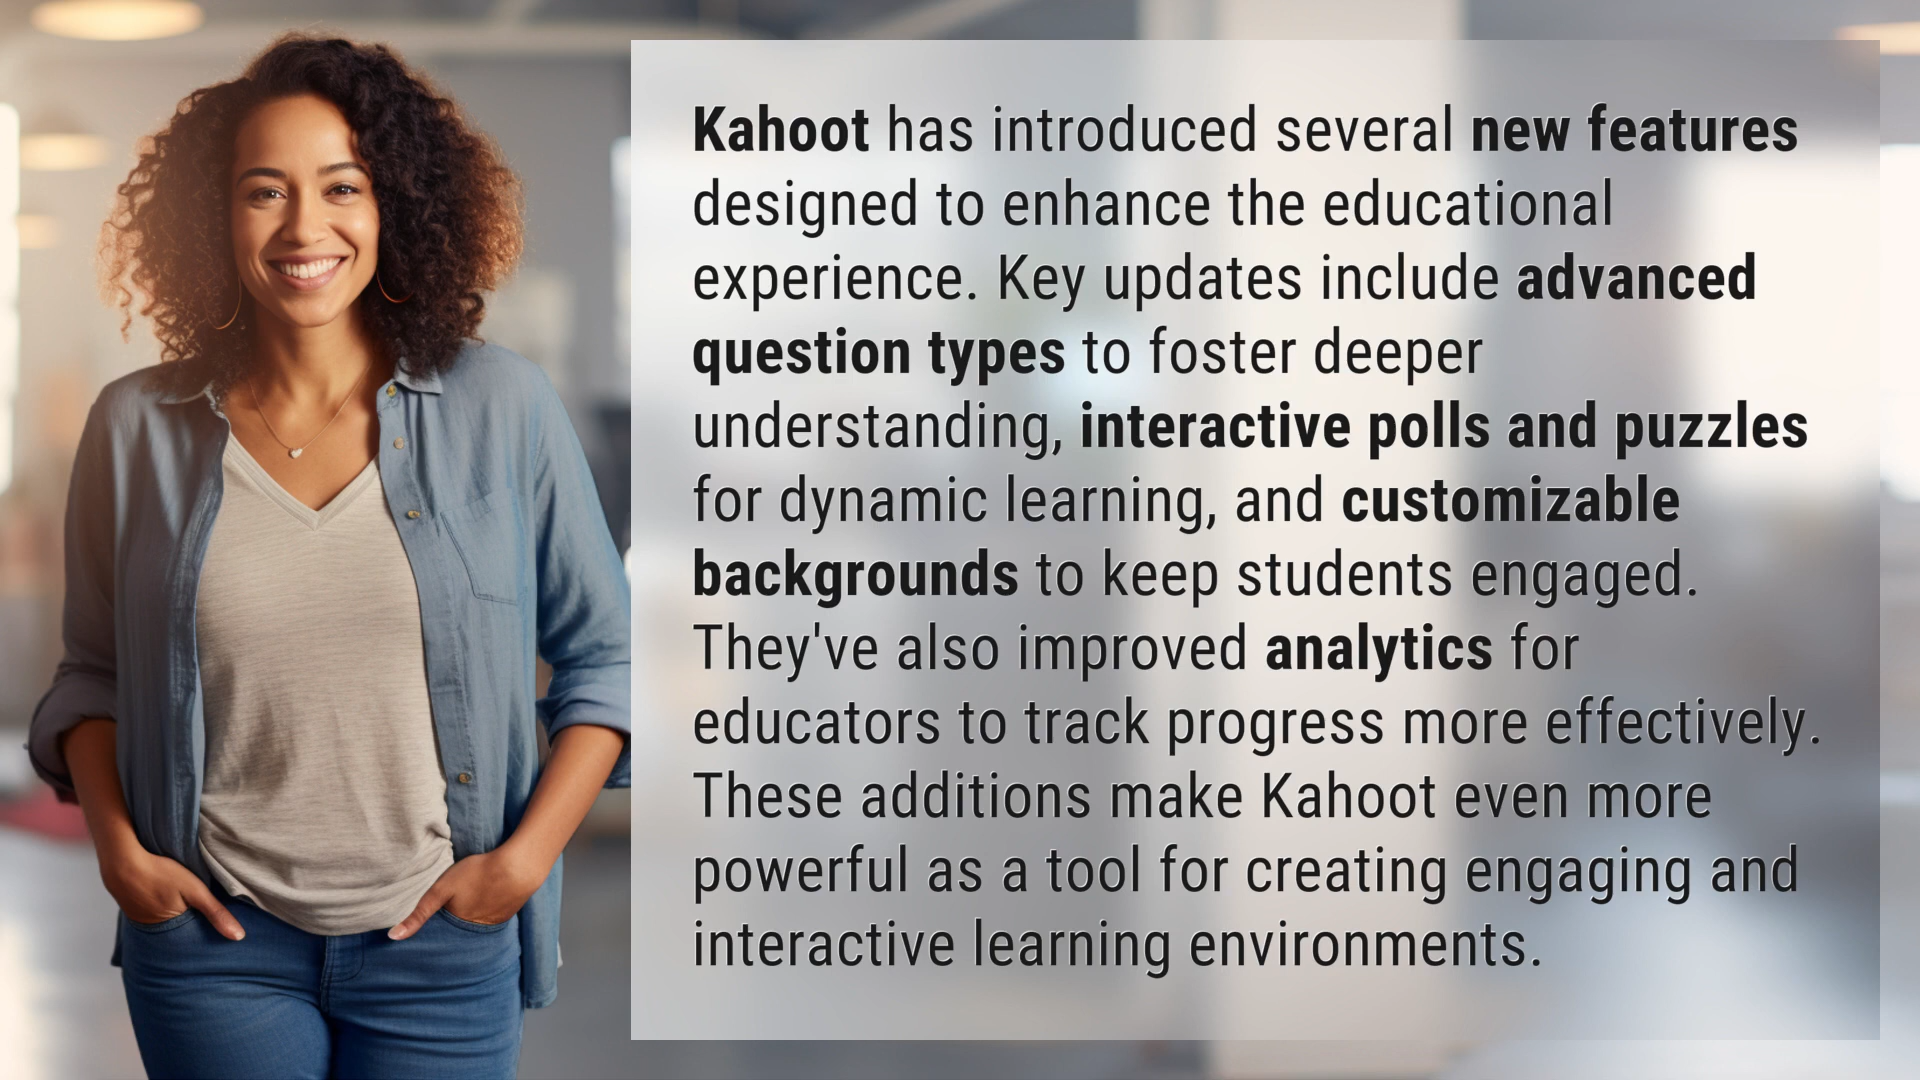 Kahoot has introduced several new features
designed to enhance the educational
experience. Key updates include advanced
question types to foster deeper
understanding, interactive polls and puzzles
for dynamic learning, and customizable
backgrounds to keep students engaged.
They've also improved analytics for
educators to track progress more effectively.
These additions make Kahoot even more
powerful as a tool for creating engaging and
interactive learning environments.